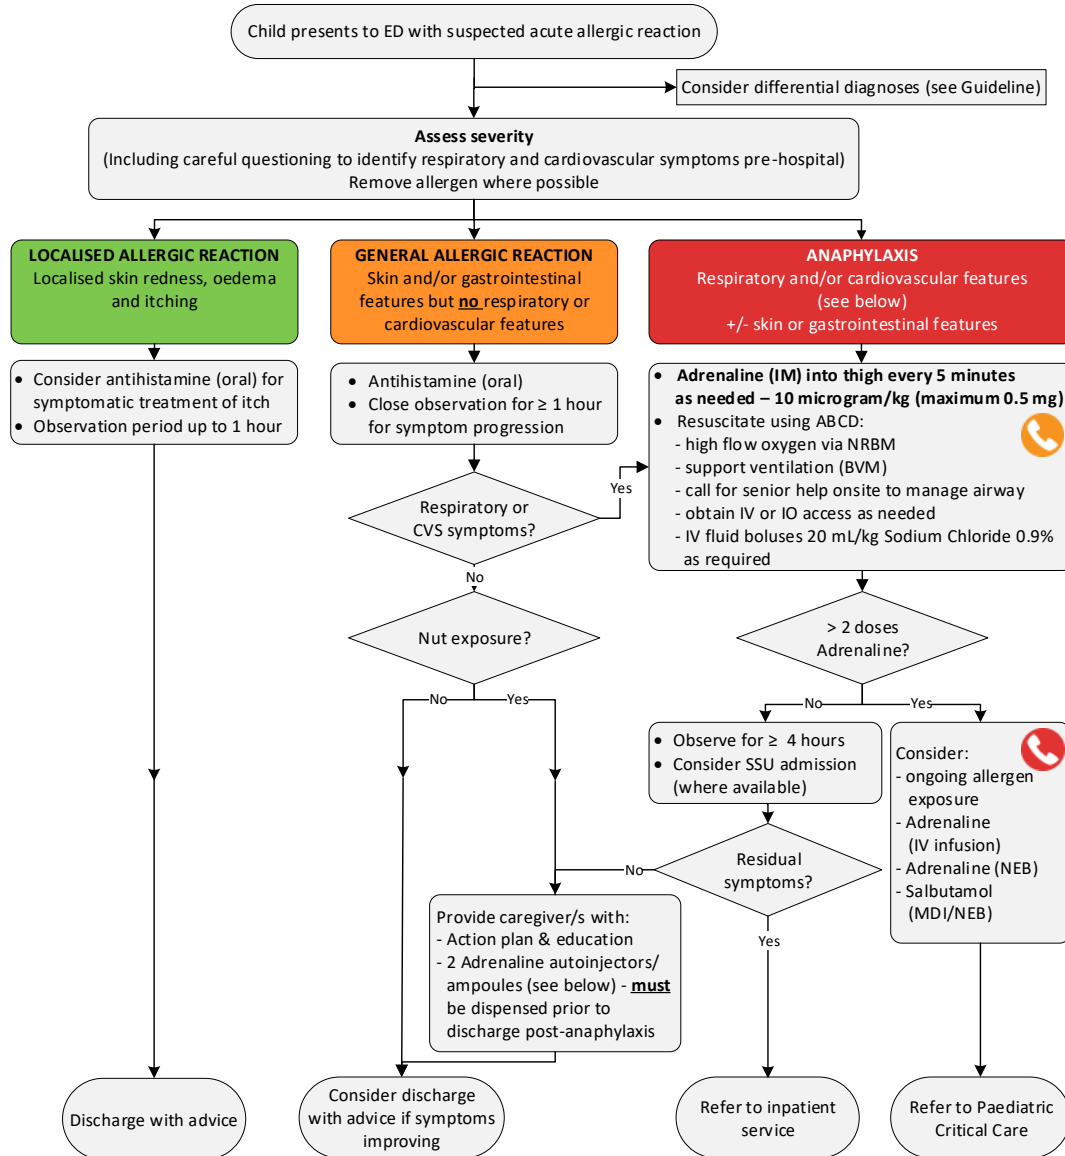 Child presents to ED with suspected acute allergic reaction
Consider differential diagnoses (see Guideline)
Assess severity
(Including careful questioning to identify respiratory and cardiovascular symptoms pre-hospital)
Remove allergen where possible
LOCALISED ALLERGIC REACTION
Localised skin redness, oedema
and itching
GENERAL ALLERGIC REACTION
Skin and/or gastrointestinal
features but no respiratory or
cardiovascular features
ANAPHYLAXIS
Respiratory and/or cardiovascular features
(see below)
+/- skin or gastrointestinal features
• Consider antihistamine (oral) for
symptomatic treatment of itch
• Observation period up to 1 hour
• Antihistamine (oral)
• Close observation for ≥ 1 hour
for symptom progression
• Adrenaline (IM) into thigh every 5 minutes
as needed – 10 microgram/kg (maximum 0.5 mg)
• Resuscitate using ABCD:
- high flow oxygen via NRBM
- support ventilation (BVM)
- call for senior help onsite to manage airway
- obtain IV or IO access as needed
- IV fluid boluses 20 mL/kg Sodium Chloride 0.9%
as required
Respiratory or
CVS symptoms?
Yes
No
Nut exposure?
No
Yes
> 2 doses
Adrenaline?
No
Yes
• Observe for ≥ 4 hours
• Consider SSU admission
(where available)
Consider:
- ongoing allergen
exposure
- Adrenaline
(IV infusion)
- Adrenaline (NEB)
- Salbutamol
(MDI/NEB)
Residual
symptoms?
No
Yes
Provide caregiver/s with:
- Action plan & education
- 2 Adrenaline autoinjectors/
ampoules (see below) - must
be dispensed prior to
discharge post-anaphylaxis
Discharge with advice
Consider discharge
with advice if symptoms
improving
Refer to inpatient
service
Refer to Paediatric
Critical Care